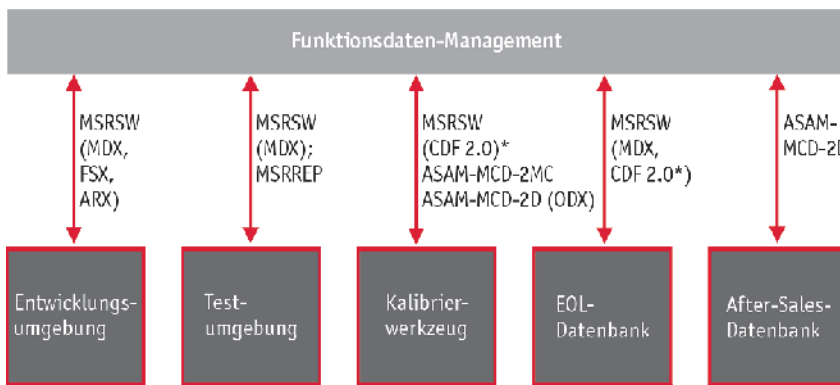 Funktionsdaten-Management
MSRSW
(MDX,
FSX,
ARX)
MSRSW
(MDX);
MSRREP
MSRSW
(CDF 2.0)*
ASAM-MCD-2MC
ASAM-MCD-2D (ODX)
MSRSW
(MDX,
CDF 2.0*)
ASAM-
Entwicklungs-
umgebung
Test-
umgebung
Kalibrier-
werkzeug
EOL-
Datenbank
After-Sales-
Datenbank